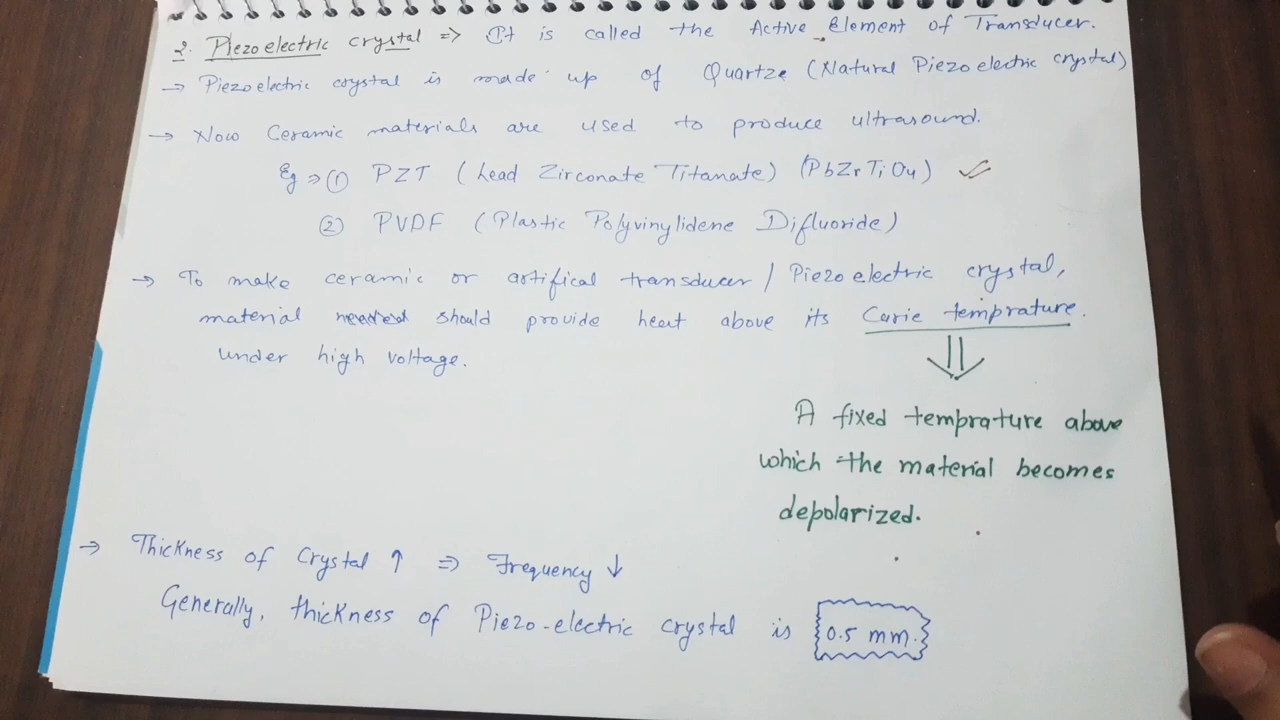 2. Piezoelectric crystal => It is called the Active Element of Transducer.
→ Piezoelectric crystal is made up of Quartze (Natural Piezoelectric crystal)
→ Now Ceramic materials are used to produce ultrasound.
Eg => ① PZT (Lead Zirconate Titanate) (PbZrTiO4)
② PVDF (Plastic Polyvinylidene Difluoride)
→ To make ceramic or artifical transducer / Piezoelectric crystal,
material should provide heat above its Curie temprature.
under high voltage.
A fixed temprature above
which the material becomes
depolarized.
→ Thickness of Crystal ↑ => Frequency ↓
Generally, thickness of Piezo-electric crystal is 0.5 mm.